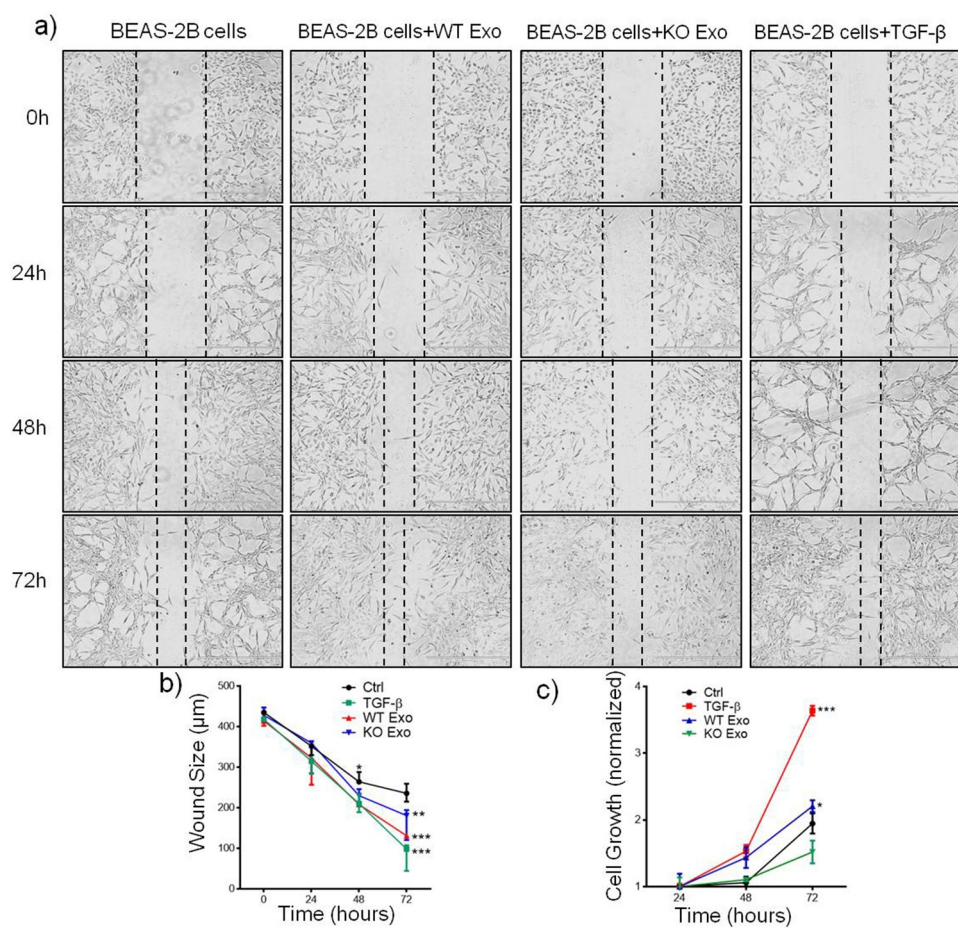 a)
BEAS-2B cells
BEAS-2B cells+WT Exo
BEAS-2B cells+KO Exo
BEAS-2B cells+TGF-β
0h
24h
48h
72h
b)
Wound Size (µm)
500
400
300
200
100
0
0
24
48
72
Time (hours)
Ctrl
TGF-β
WT Exo
KO Exo
*
**
***
***
c)
Cell Growth (normalized)
4
3
2
1
24
48
72
Time (hours)
Ctrl
TGF-β
WT Exo
KO Exo
***
*